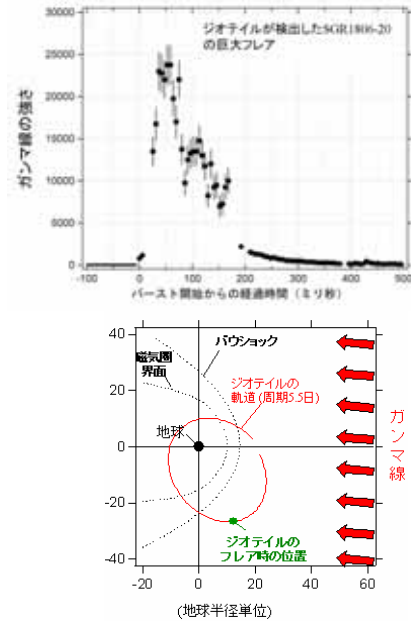 ジオテイルが検出したSGR1806-20
の巨大フレア
ガンマ線の強さ
30000
25000
20000
15000
10000
5000
0
-100
0
100
200
300
400
500
バースト開始からの経過時間(ミリ秒)
40
20
0
-20
-40
バウショック
磁気圏
界面
ジオテイルの
軌道(周期5.5日)
地球
ガンマ線
ジオテイルの
フレア時の位置
-20
0
20
40
60
(地球半径単位)